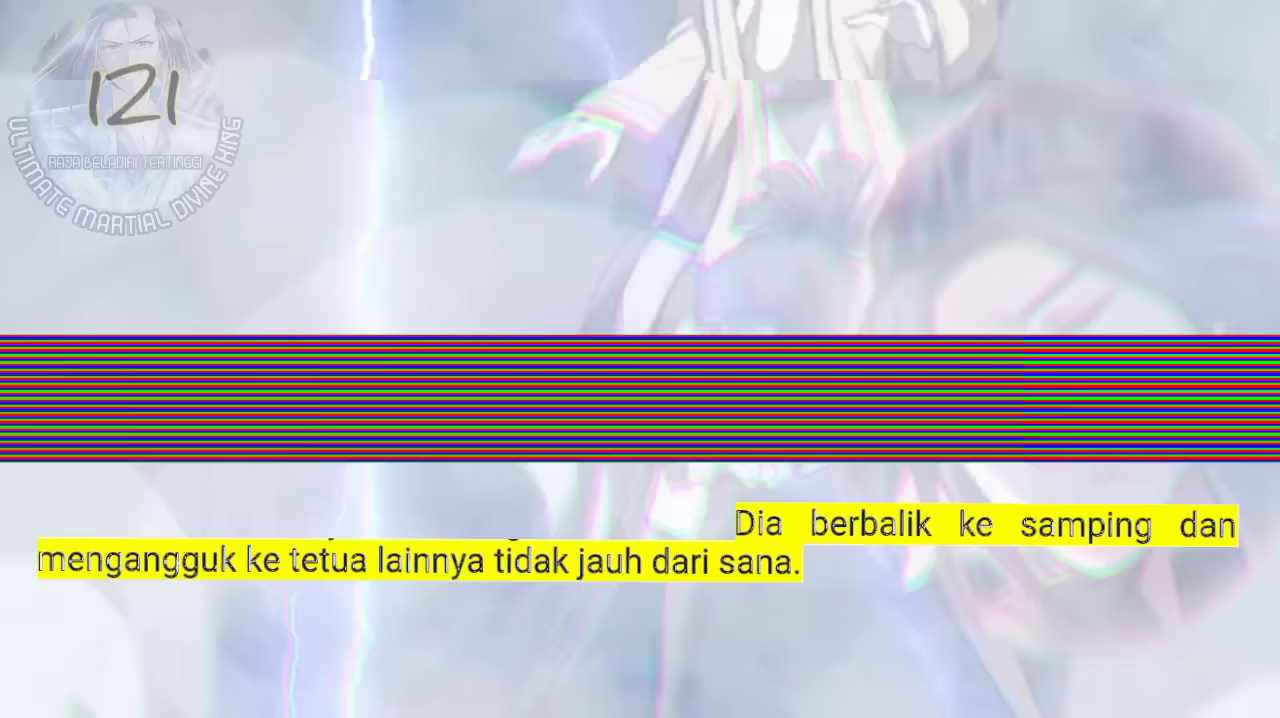 121
RAJA BELADIRI TERTINGGI
ULTIMATE MARTIAL DIVINE KING
Dia berbalik ke samping dan
mengangguk ke tetua lainnya tidak jauh dari sana.